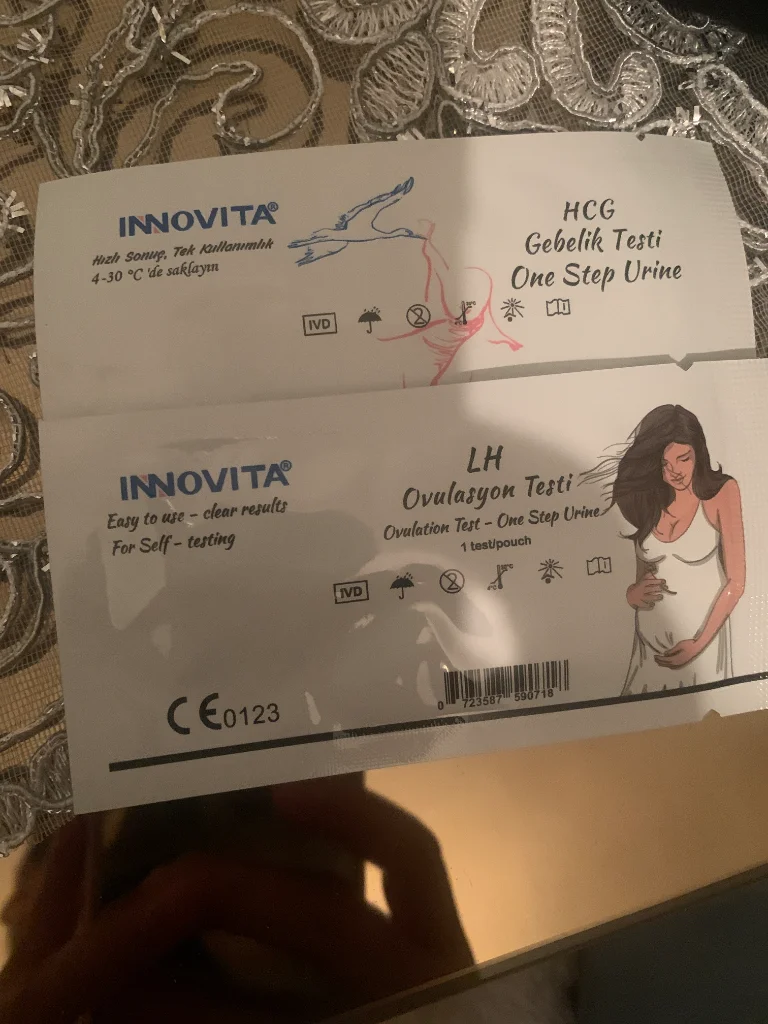 INNOVITA®
Hızlı Sonuç, Tek Kullanımlık
4-30 °C 'de saklayın
HCG
Gebelik Testi
One Step Urine
IVD
INNOVITA®
Easy to use – clear results
For Self – testing
LH
Ovulasyon Testi
Ovulation Test – One Step Urine
1 test/pouch
IVD
CE0123
0 723587 590718